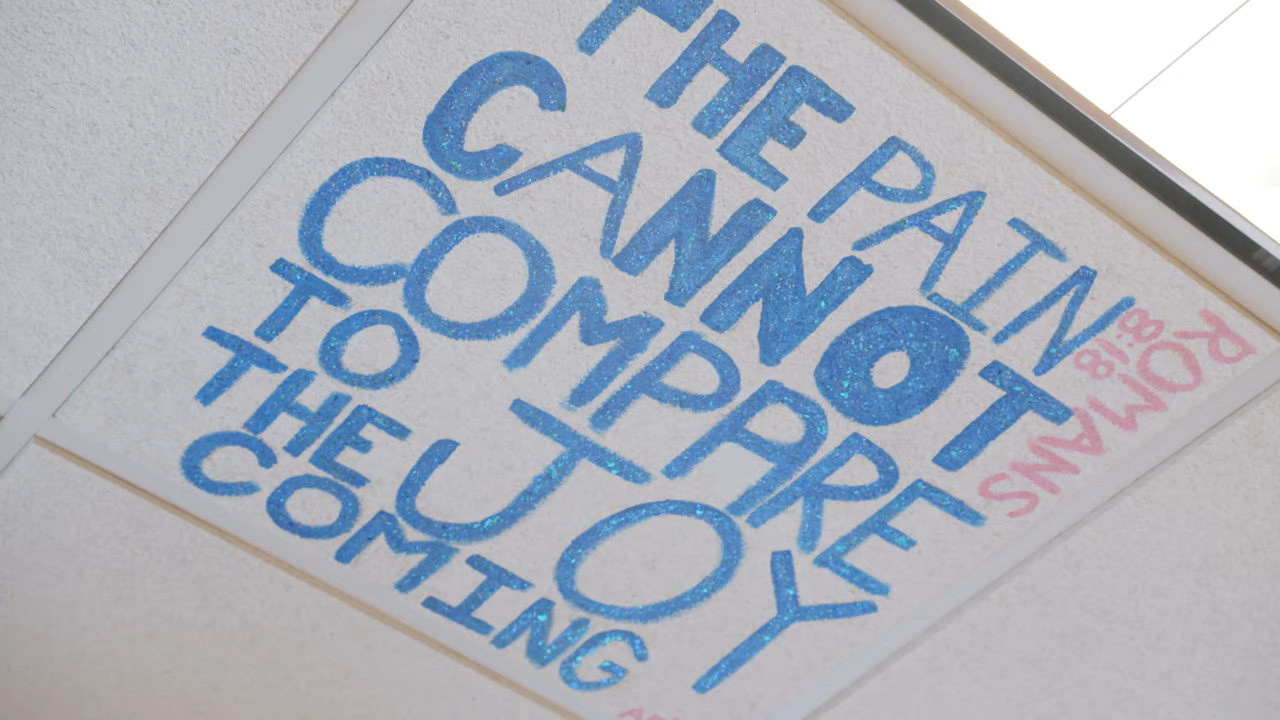 THE PAIN
CANNOT
COMPARE
TO
THE JOY
COMING
ROMANS
8:18